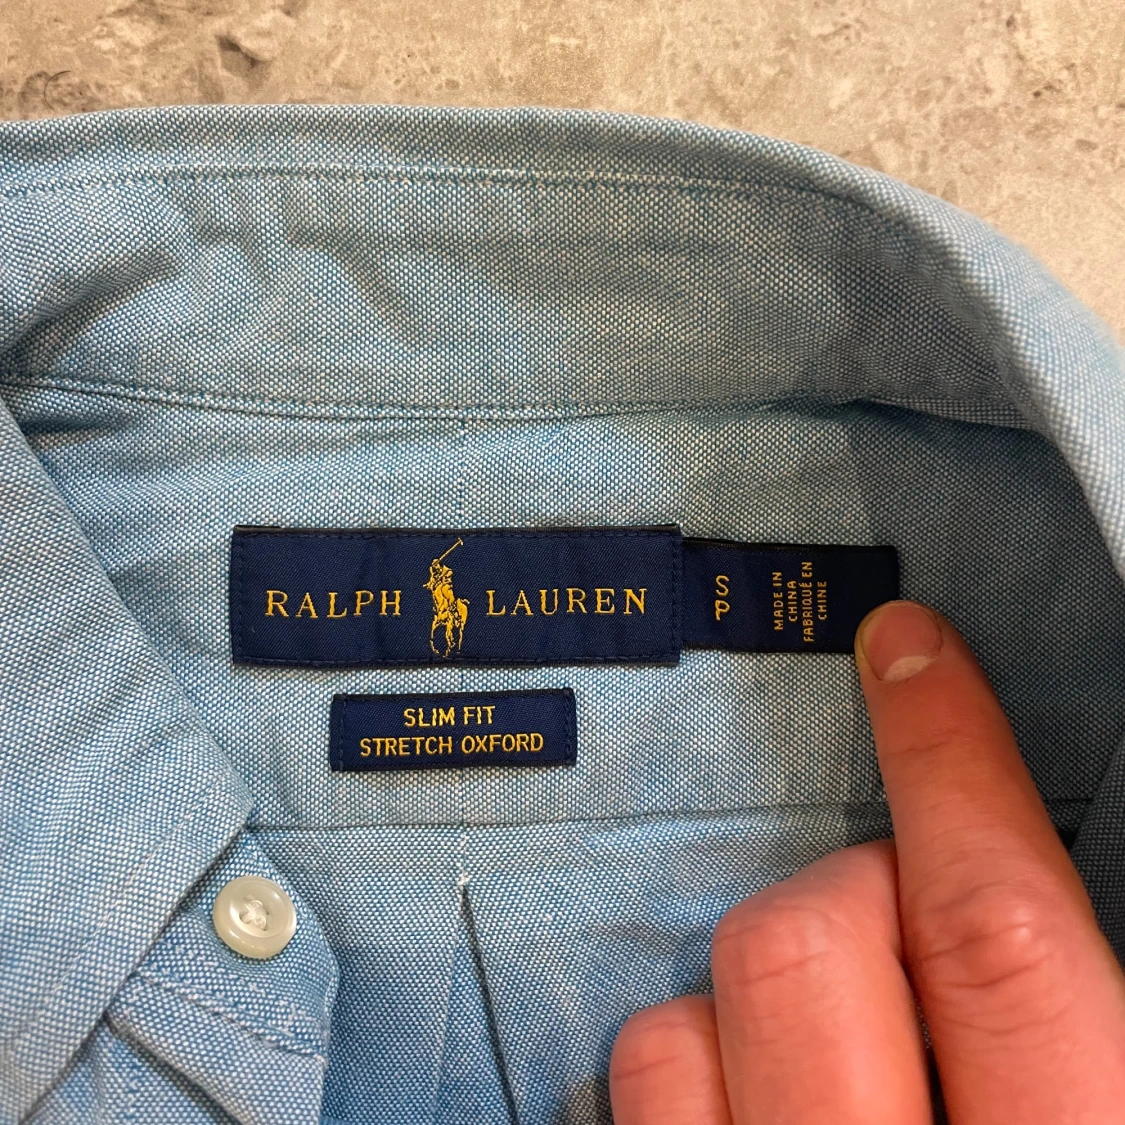 RALPH LAUREN
S
P
MADE IN
CHINA
FABRIQUÉ EN
CHINE
SLIM FIT
STRETCH OXFORD